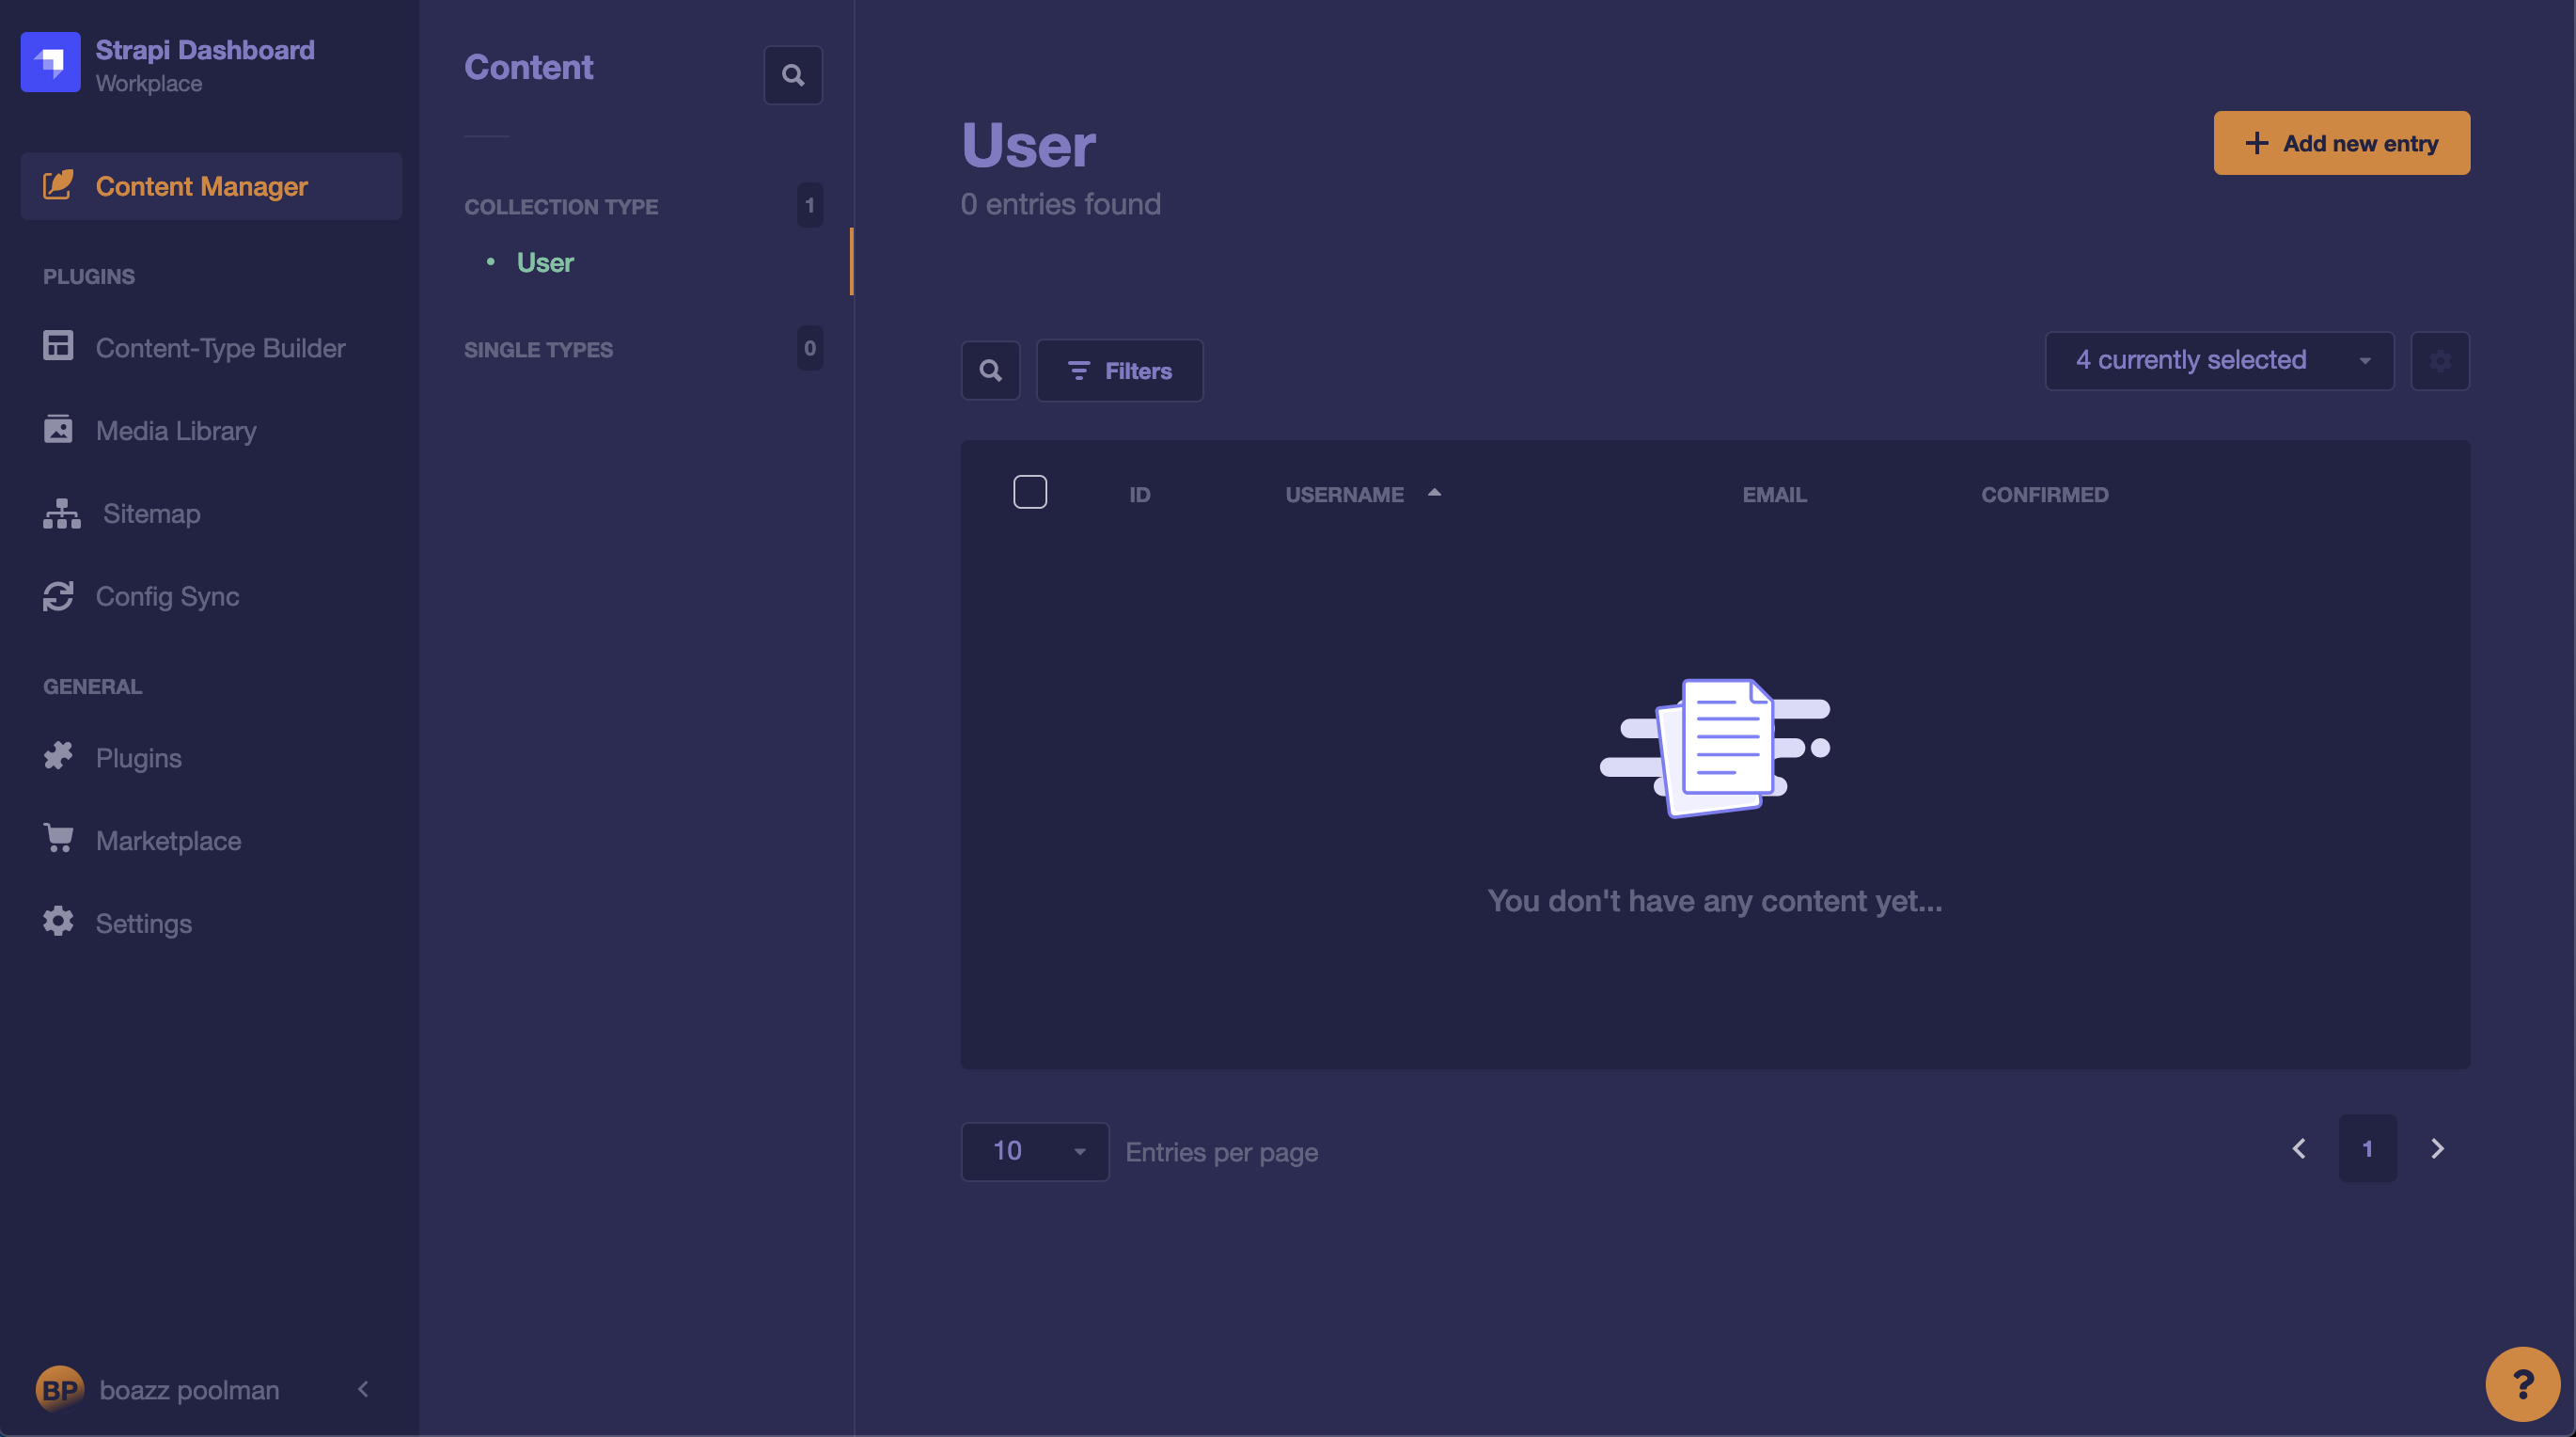 Strapi Dashboard
Workplace
Content Manager
PLUGINS
Content-Type Builder
Media Library
Sitemap
Config Sync
GENERAL
Plugins
Marketplace
Settings
BP boazz poolman
Content
COLLECTION TYPE 1
• User
SINGLE TYPES 0
User
0 entries found
Add new entry
Filters
4 currently selected
ID USERNAME EMAIL CONFIRMED
You don't have any content yet...
10 Entries per page
1
?